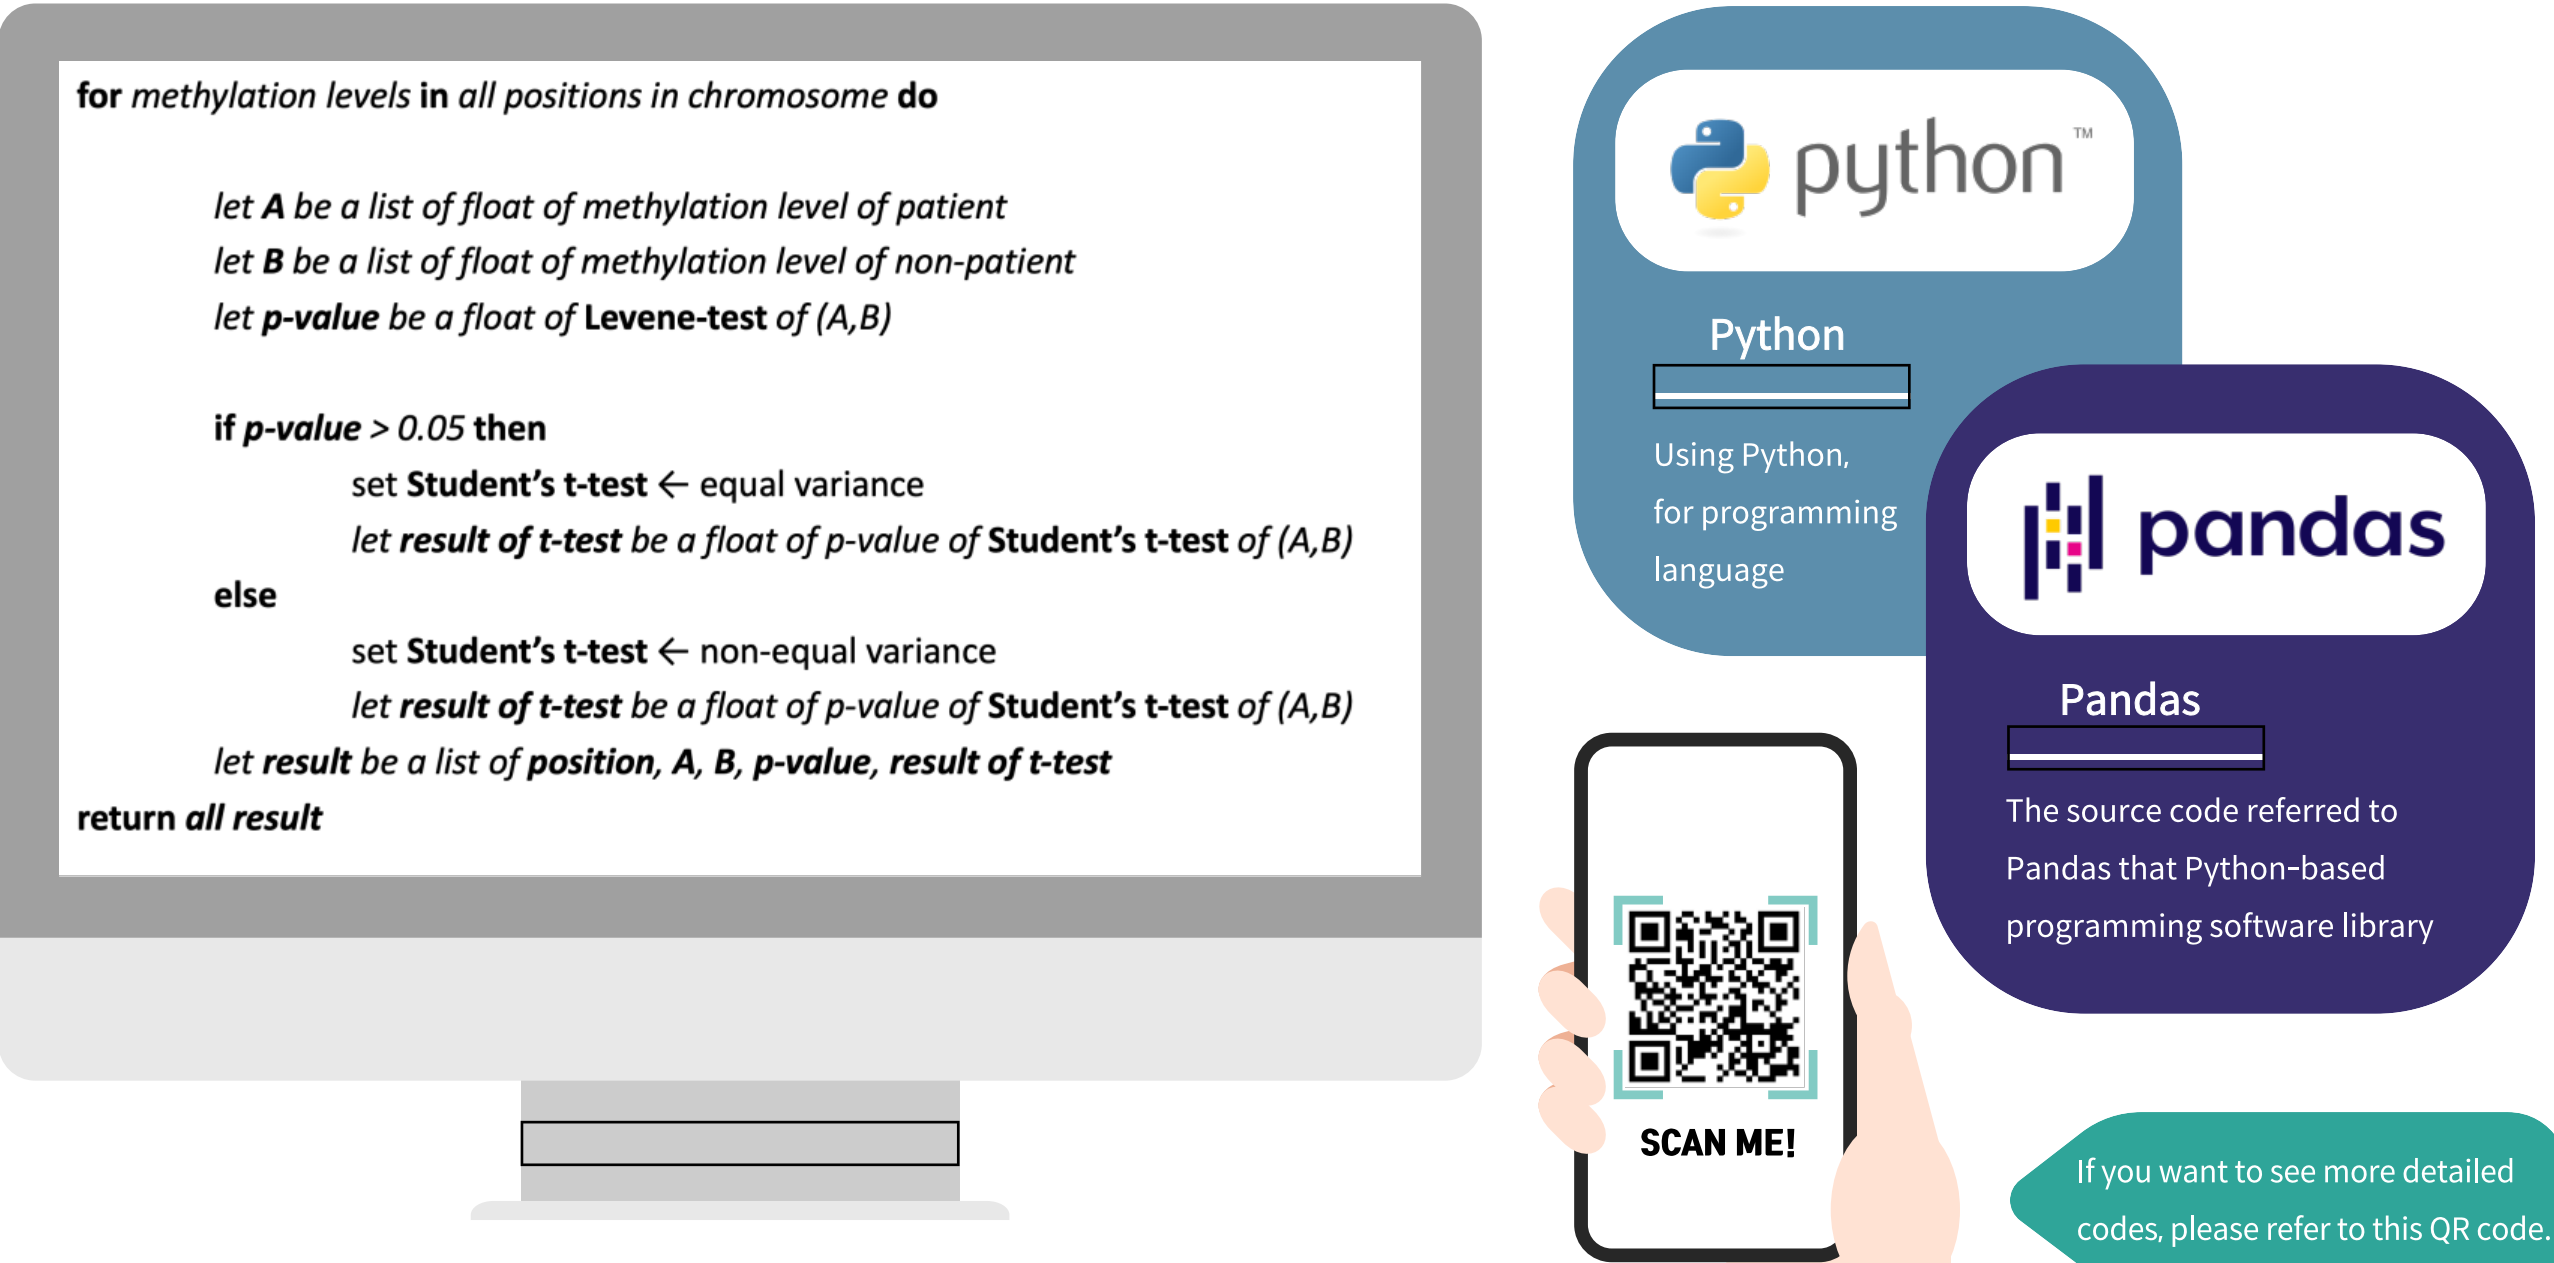 for methylation levels in all positions in chromosome do
let A be a list of float of methylation level of patient
let B be a list of float of methylation level of non-patient
let p-value be a float of Levene-test of (A,B)
if p-value > 0.05 then
set Student’s t-test ← equal variance
let result of t-test be a float of p-value of Student’s t-test of (A,B)
else
set Student’s t-test ← non-equal variance
let result of t-test be a float of p-value of Student’s t-test of (A,B)
let result be a list of position, A, B, p-value, result of t-test
return all result
python™
Python
Using Python,
for programming
language
pandas
Pandas
The source code referred to
Pandas that Python-based
programming software library
SCAN ME!
If you want to see more detailed
codes, please refer to this QR code.